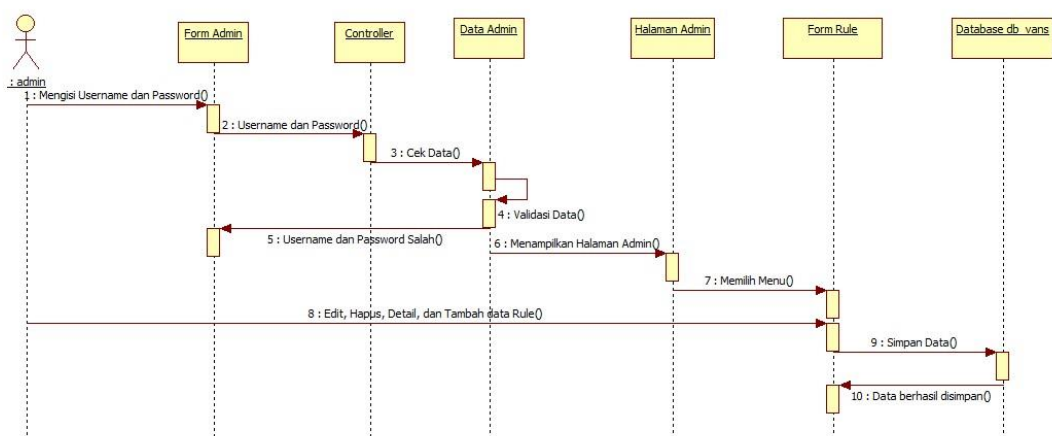 : admin
Form Admin
Controller
Data Admin
Halaman Admin
Form Rule
Database db_vans
1 : Mengisi Username dan Password()
2 : Username dan Password()
3 : Cek Data()
4 : Validasi Data()
5 : Username dan Password Salah()
6 : Menampilkan Halaman Admin()
7 : Memilih Menu()
8 : Edit, Hapus, Detail, dan Tambah data Rule()
9 : Simpan Data()
10 : Data berhasil disimpan()